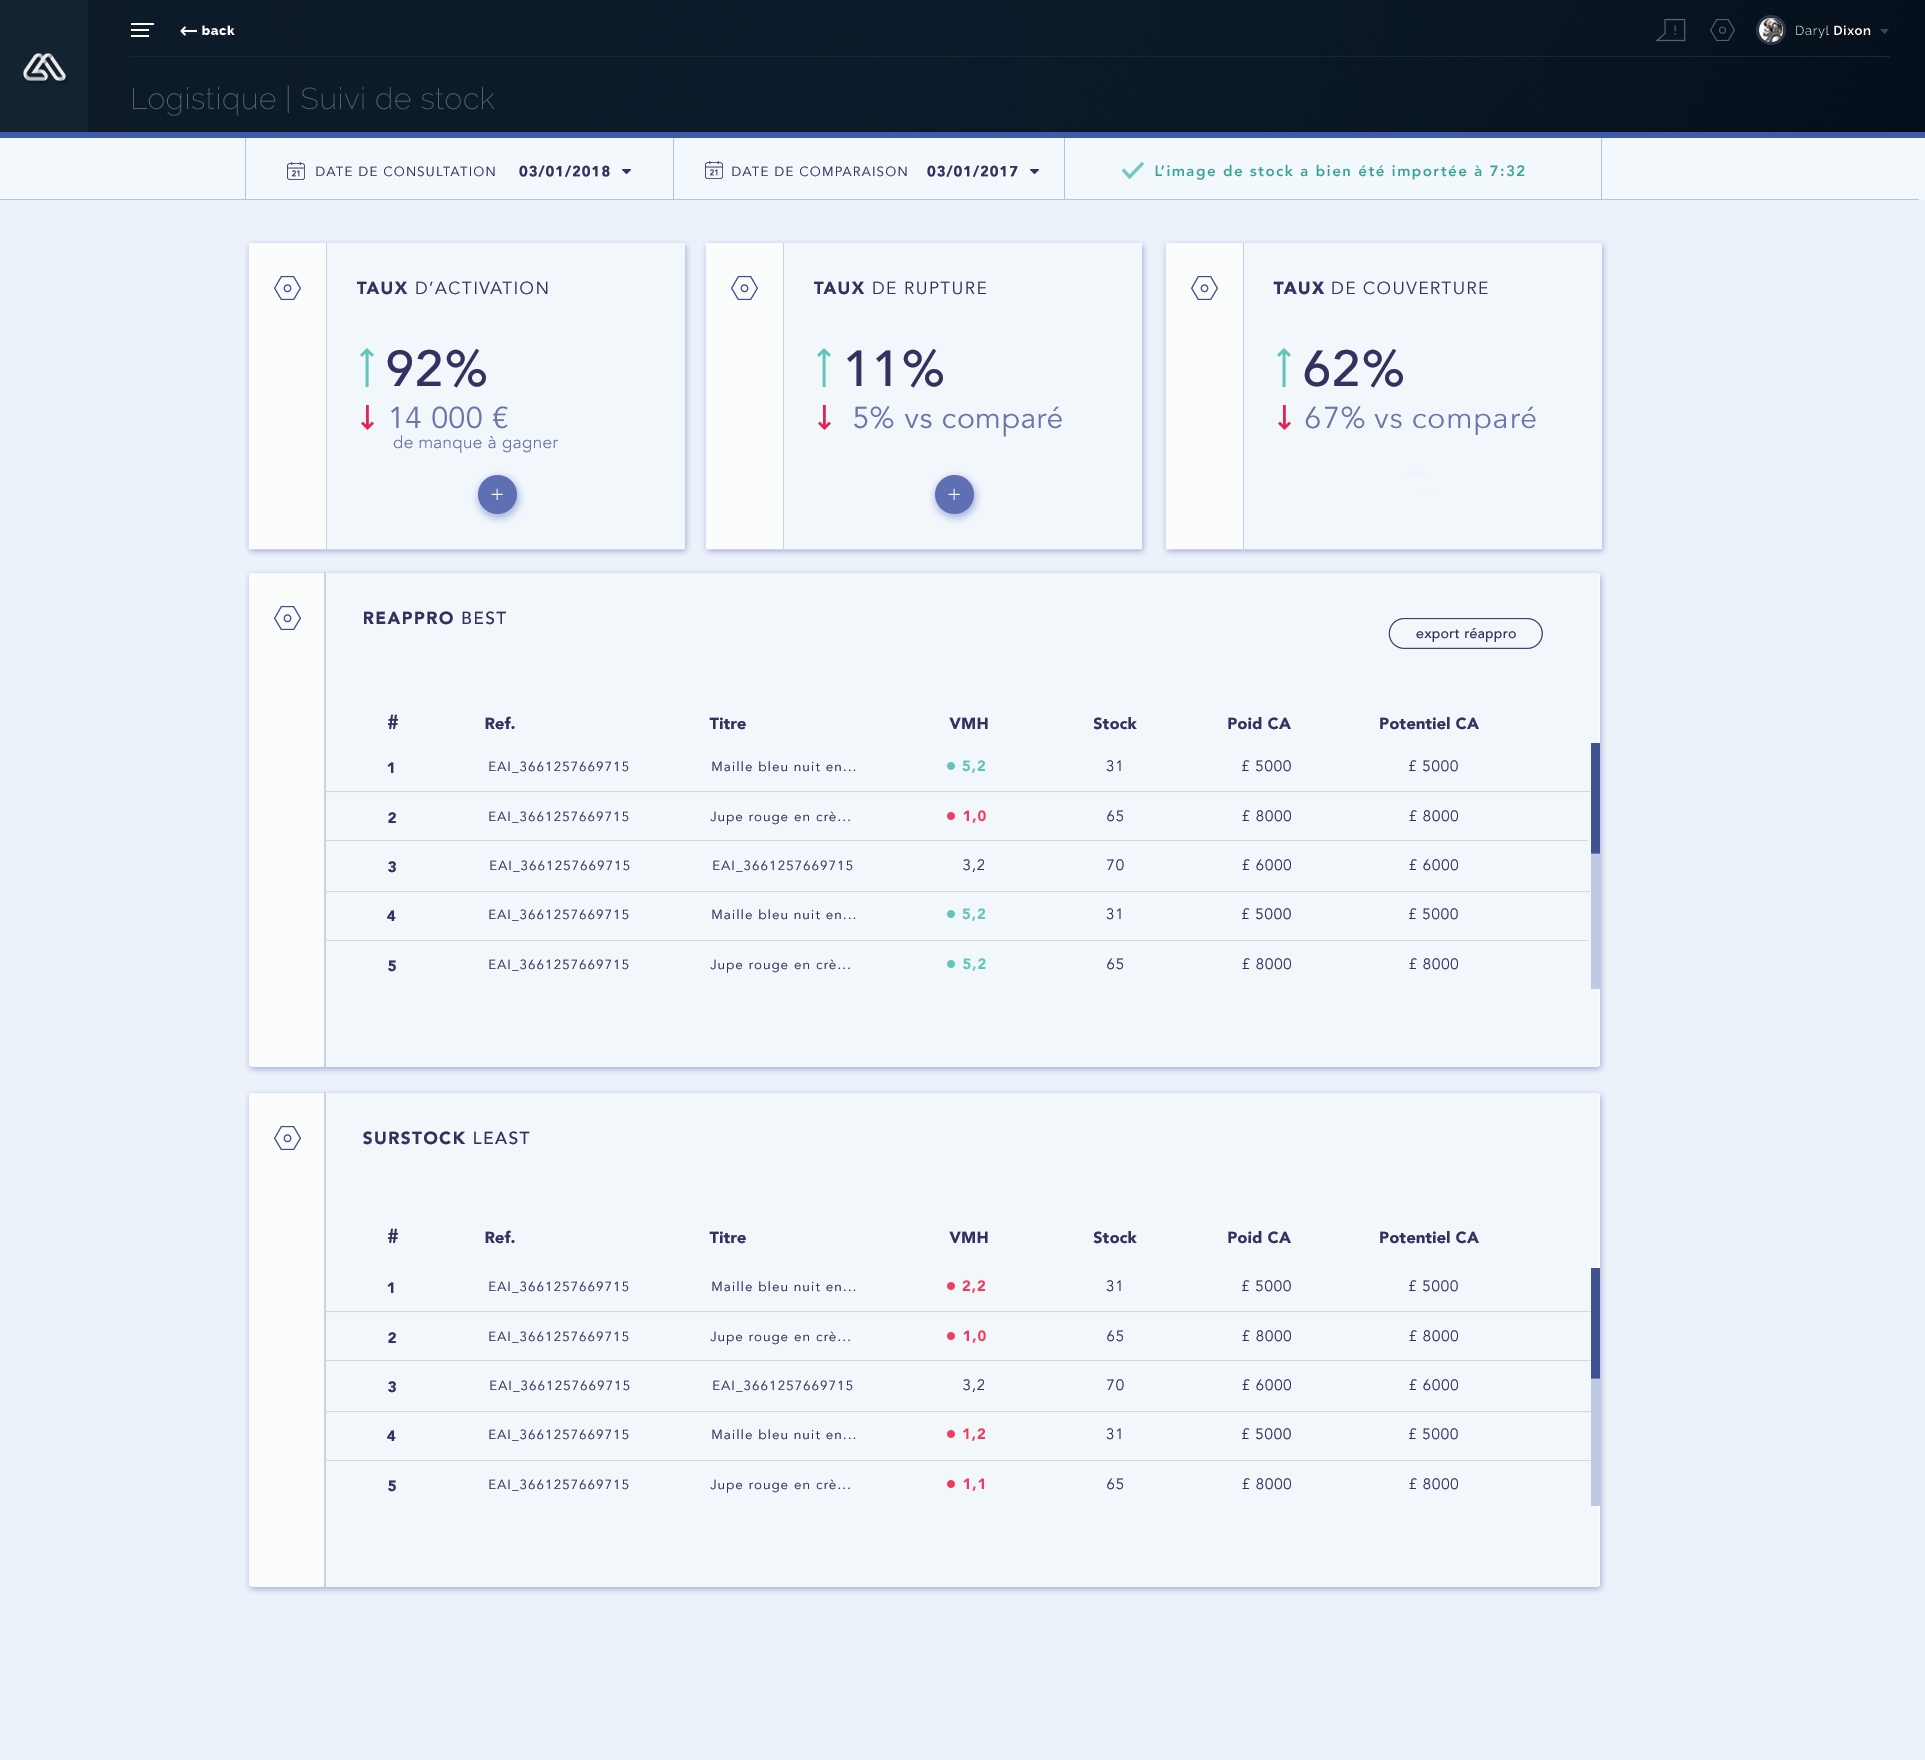 ← back
Daryl Dixon
Logistique | Suivi de stock
21 DATE DE CONSULTATION 03/01/2018
21 DATE DE COMPARAISON 03/01/2017
L’image de stock a bien été importée à 7:32
TAUX D’ACTIVATION
↑ 92%
↓ 14 000 €
de manque à gagner
+
TAUX DE RUPTURE
↑ 11%
↓ 5% vs comparé
+
TAUX DE COUVERTURE
↑ 62%
↓ 67% vs comparé
REAPPRO BEST
export réappro
# Ref. Titre VMH Stock Poid CA Potentiel CA
1 EAI_3661257669715 Maille bleu nuit en... 5,2 31 £ 5000 £ 5000
2 EAI_3661257669715 Jupe rouge en crè... 1,0 65 £ 8000 £ 8000
3 EAI_3661257669715 EAI_3661257669715 3,2 70 £ 6000 £ 6000
4 EAI_3661257669715 Maille bleu nuit en... 5,2 31 £ 5000 £ 5000
5 EAI_3661257669715 Jupe rouge en crè... 5,2 65 £ 8000 £ 8000
SURSTOCK LEAST
# Ref. Titre VMH Stock Poid CA Potentiel CA
1 EAI_3661257669715 Maille bleu nuit en... 2,2 31 £ 5000 £ 5000
2 EAI_3661257669715 Jupe rouge en crè... 1,0 65 £ 8000 £ 8000
3 EAI_3661257669715 EAI_3661257669715 3,2 70 £ 6000 £ 6000
4 EAI_3661257669715 Maille bleu nuit en... 1,2 31 £ 5000 £ 5000
5 EAI_3661257669715 Jupe rouge en crè... 1,1 65 £ 8000 £ 8000